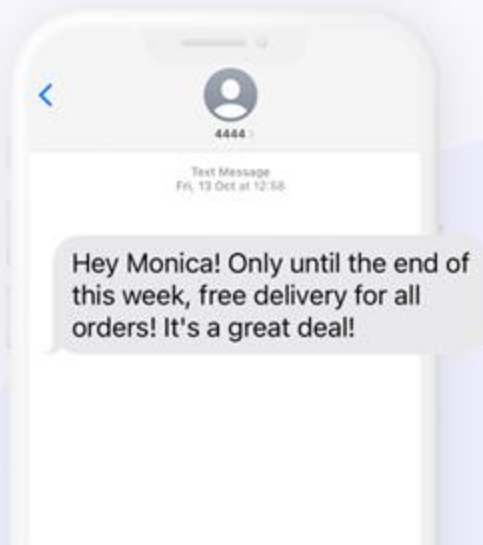 4444
Text Message
Fri, 13 Oct at 12:58
Hey Monica! Only until the end of
this week, free delivery for all
orders! It's a great deal!